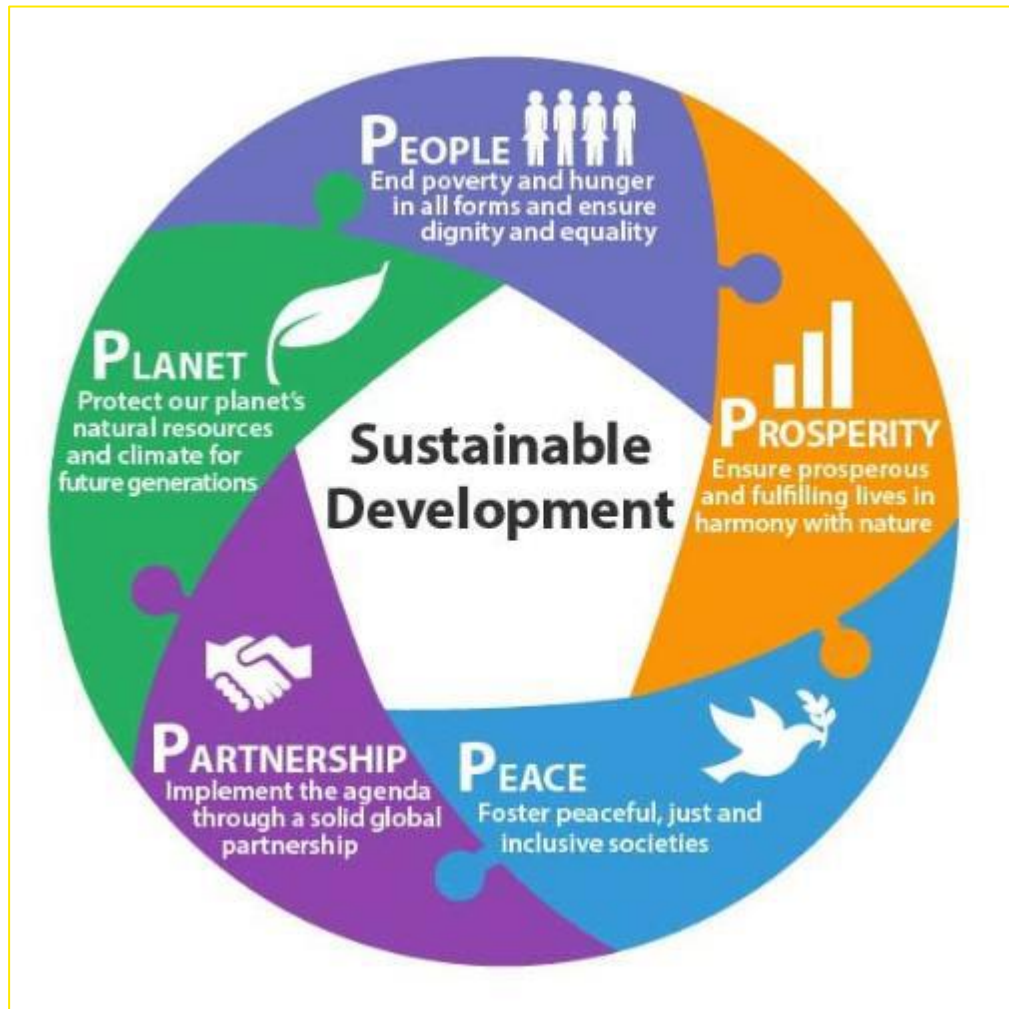 PEOPLE
End poverty and hunger
in all forms and ensure
dignity and equality
PROSPERITY
Ensure prosperous
and fulfilling lives in
harmony with nature
PEACE
Foster peaceful, just and
inclusive societies
PARTNERSHIP
Implement the agenda
through a solid global
partnership
PLANET
Protect our planet's
natural resources
and climate for
future generations
Sustainable
Development